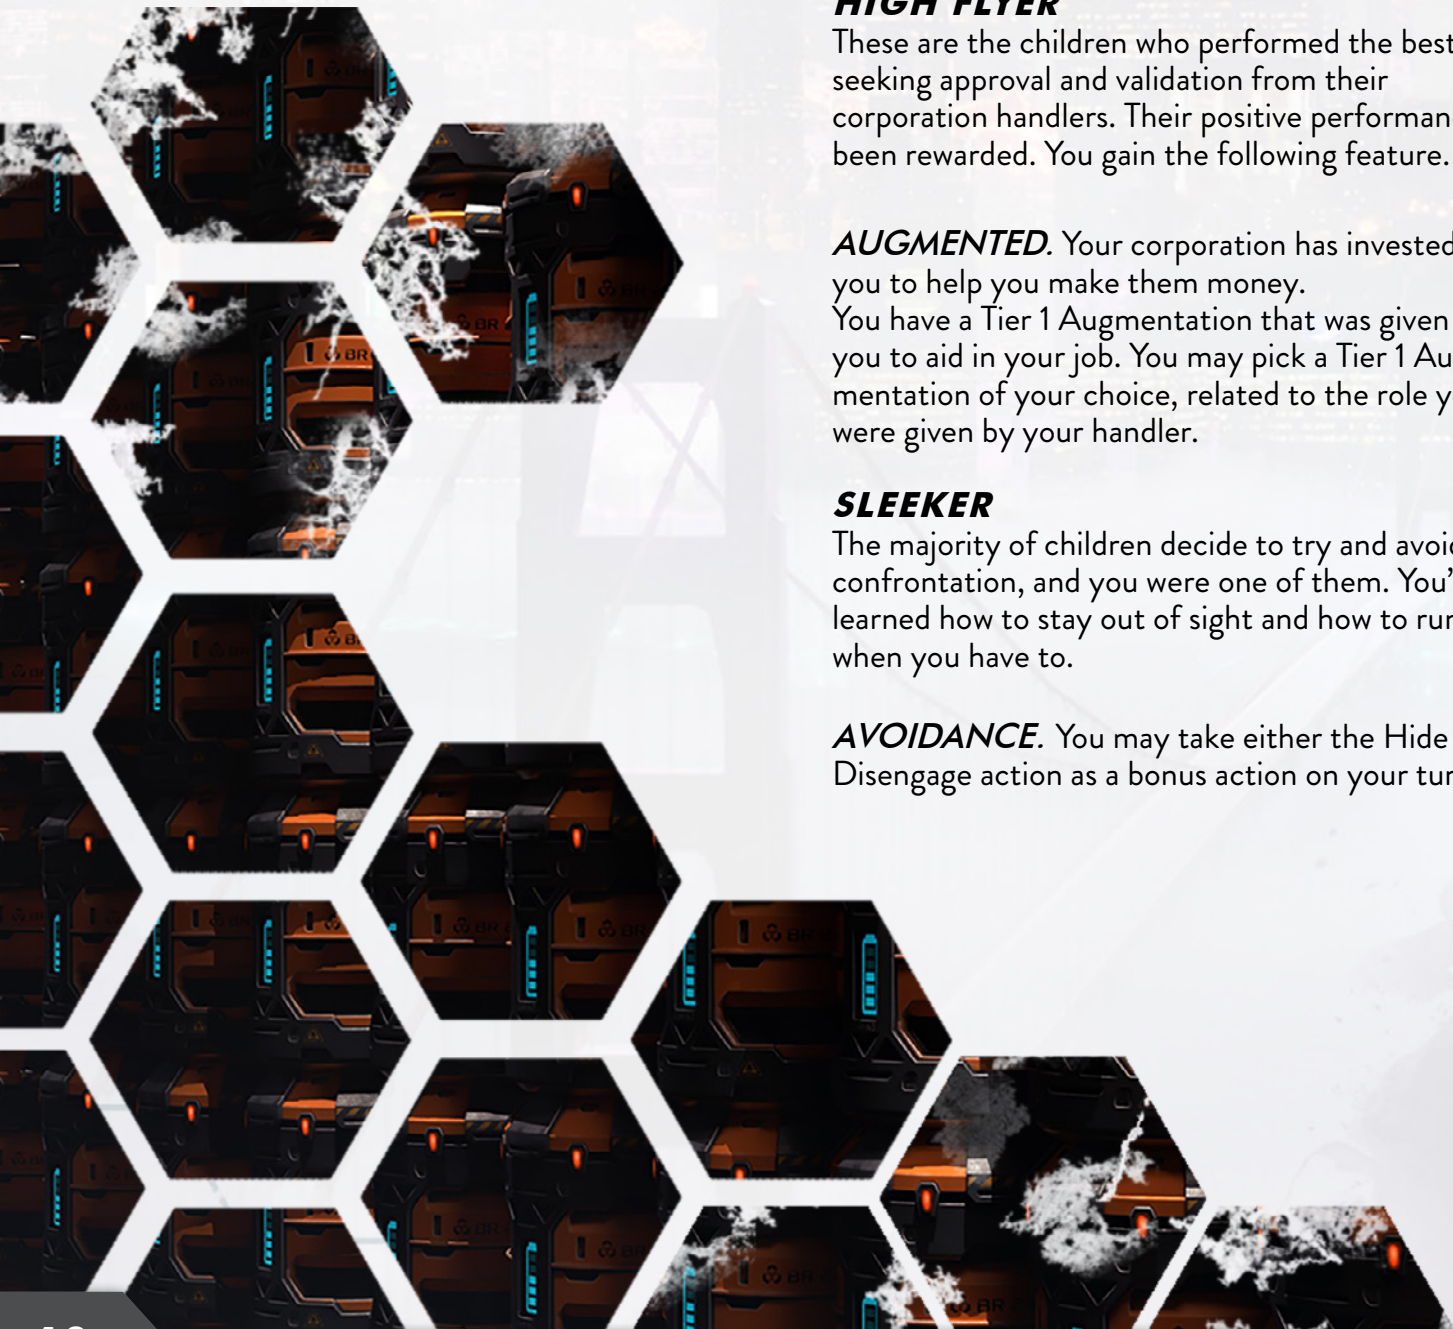 HIGH FLYER
These are the children who performed the best
seeking approval and validation from their
corporation handlers. Their positive performan
been rewarded. You gain the following feature.
AUGMENTED. Your corporation has invested
you to help you make them money.
You have a Tier 1 Augmentation that was given
you to aid in your job. You may pick a Tier 1 Au
mentation of your choice, related to the role y
were given by your handler.
SLEEKER
The majority of children decide to try and avoid
confrontation, and you were one of them. You'
learned how to stay out of sight and how to run
when you have to.
AVOIDANCE. You may take either the Hide
Disengage action as a bonus action on your tur